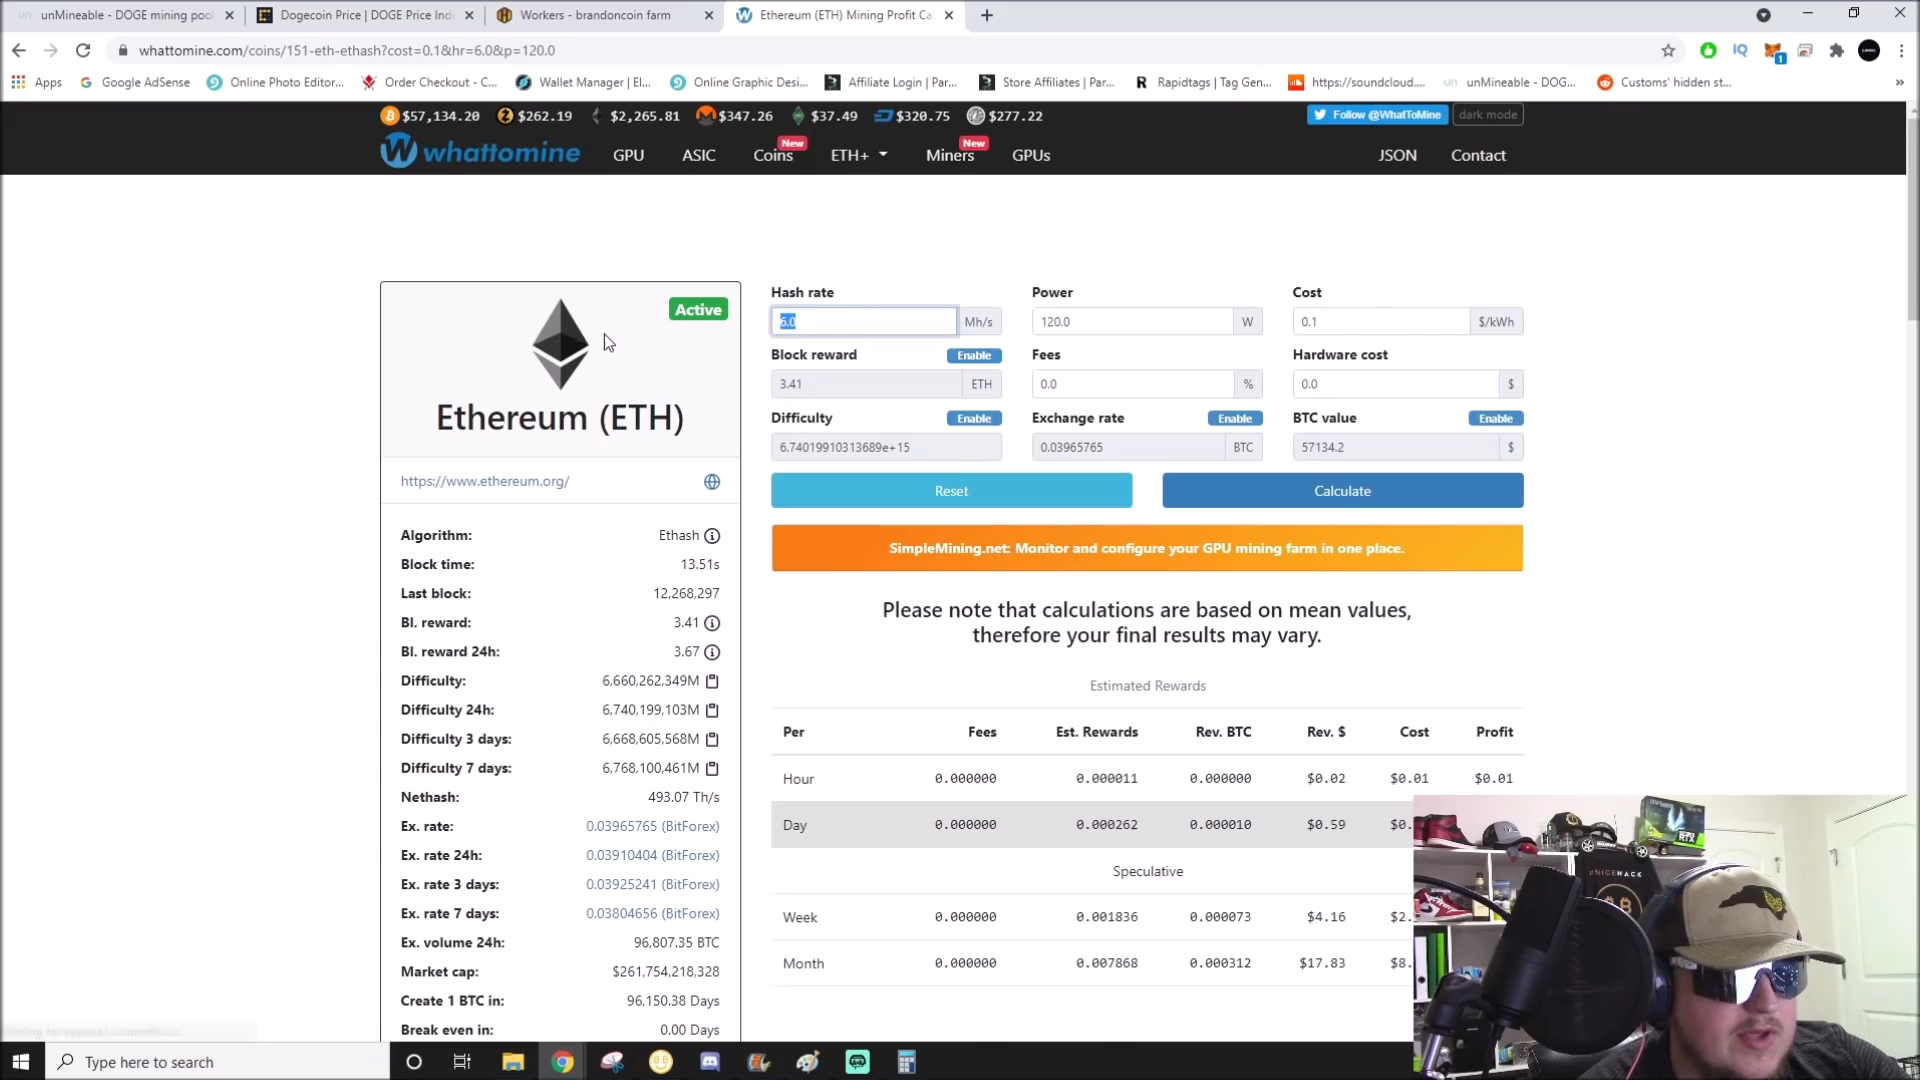 unMineable - DOGE mining pool
Dogecoin Price | DOGE Price Inde
Workers - brandoncoin farm
Ethereum (ETH) Mining Profit Ca
whattomine.com/coins/151-eth-ethash?cost=0.1&hr=6.0&p=120.0
Apps
Google AdSense
Online Photo Editor...
Order Checkout - C...
Wallet Manager | El...
Online Graphic Desi...
Affiliate Login | Par...
Store Affiliates | Par...
Rapidtags | Tag Gen...
https://soundcloud....
unMineable - DOG...
Customs' hidden st...
$57,134.20 $262.19 $2,265.81 $347.26 $37.49 $320.75 $277.22
Follow @WhatToMine
dark mode
whattomine
GPU
ASIC
Coins
New
ETH+
Miners
New
GPUs
JSON
Contact
Active
Ethereum (ETH)
https://www.ethereum.org/
Algorithm: Ethash
Block time: 13.51s
Last block: 12,268,297
Bl. reward: 3.41
Bl. reward 24h: 3.67
Difficulty: 6,660,262,349M
Difficulty 24h: 6,740,199,103M
Difficulty 3 days: 6,668,605,568M
Difficulty 7 days: 6,768,100,461M
Nethash: 493.07 Th/s
Ex. rate: 0.03965765 (BitForex)
Ex. rate 24h: 0.03910404 (BitForex)
Ex. rate 3 days: 0.03925241 (BitForex)
Ex. rate 7 days: 0.03804656 (BitForex)
Ex. volume 24h: 96,807.35 BTC
Market cap: $261,754,218,328
Create 1 BTC in: 96,150.38 Days
Break even in: 0.00 Days
Hash rate
6.0 Mh/s
Power
120.0 W
Cost
0.1 $/kWh
Block reward Enable
3.41 ETH
Fees
0.0 %
Hardware cost
0.0 $
Difficulty Enable
6.74019910313689e+15
Exchange rate Enable
0.03965765 BTC
BTC value Enable
57134.2 $
Reset
Calculate
SimpleMining.net: Monitor and configure your GPU mining farm in one place.
Please note that calculations are based on mean values,
therefore your final results may vary.
Estimated Rewards
Per Fees Est. Rewards Rev. BTC Rev. $ Cost Profit
Hour 0.000000 0.000011 0.000000 $0.02 $0.01 $0.01
Day 0.000000 0.000262 0.000010 $0.59 $0.
Speculative
Week 0.000000 0.001836 0.000073 $4.16 $2.
Month 0.000000 0.007868 0.000312 $17.83 $8.
#NICEHACK
Type here to search